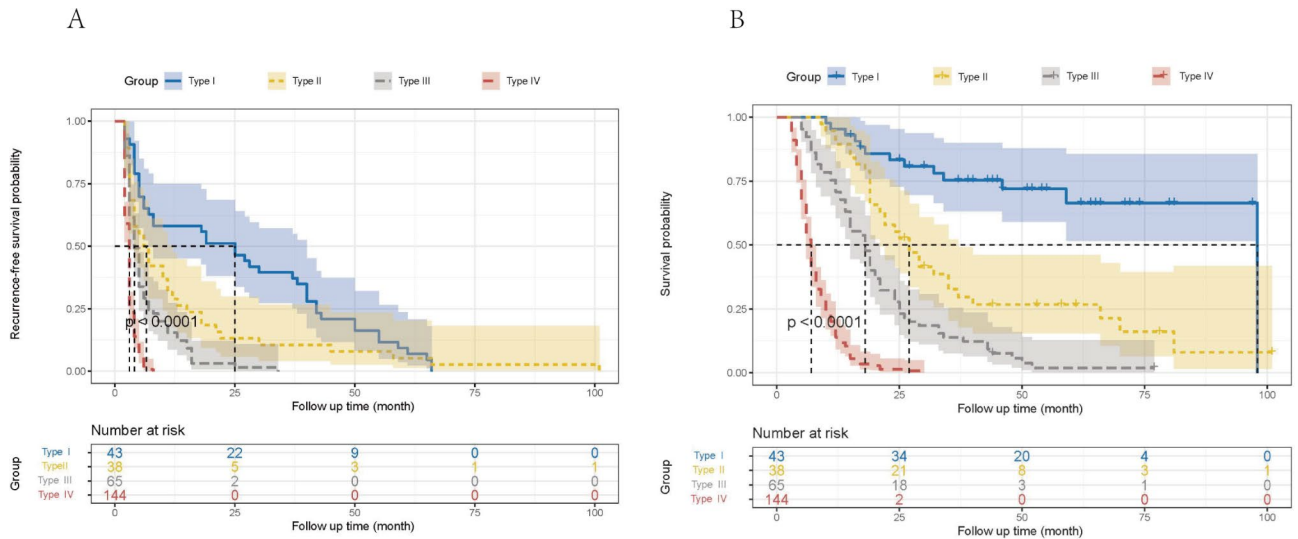 A
Group Type I Type II Type III Type IV
Recurrence-free survival probability
1.00
0.75
0.50
0.25
0.00
p < 0.0001
0 25 50 75 100
Follow up time (month)
Number at risk
Group
Type I 43 22 9 0 0
TypeII 38 5 3 1 1
Type III 65 2 0 0 0
Type IV 144 0 0 0 0
0 25 50 75 100
Follow up time (month)
B
Group Type I Type II Type III Type IV
Survival probability
1.00
0.75
0.50
0.25
0.00
p < 0.0001
0 25 50 75 100
Follow up time (month)
Number at risk
Group
Type I 43 34 20 4 0
Type II 38 21 8 3 1
Type III 65 18 3 1 0
Type IV 144 2 0 0 0
0 25 50 75 100
Follow up time (month)